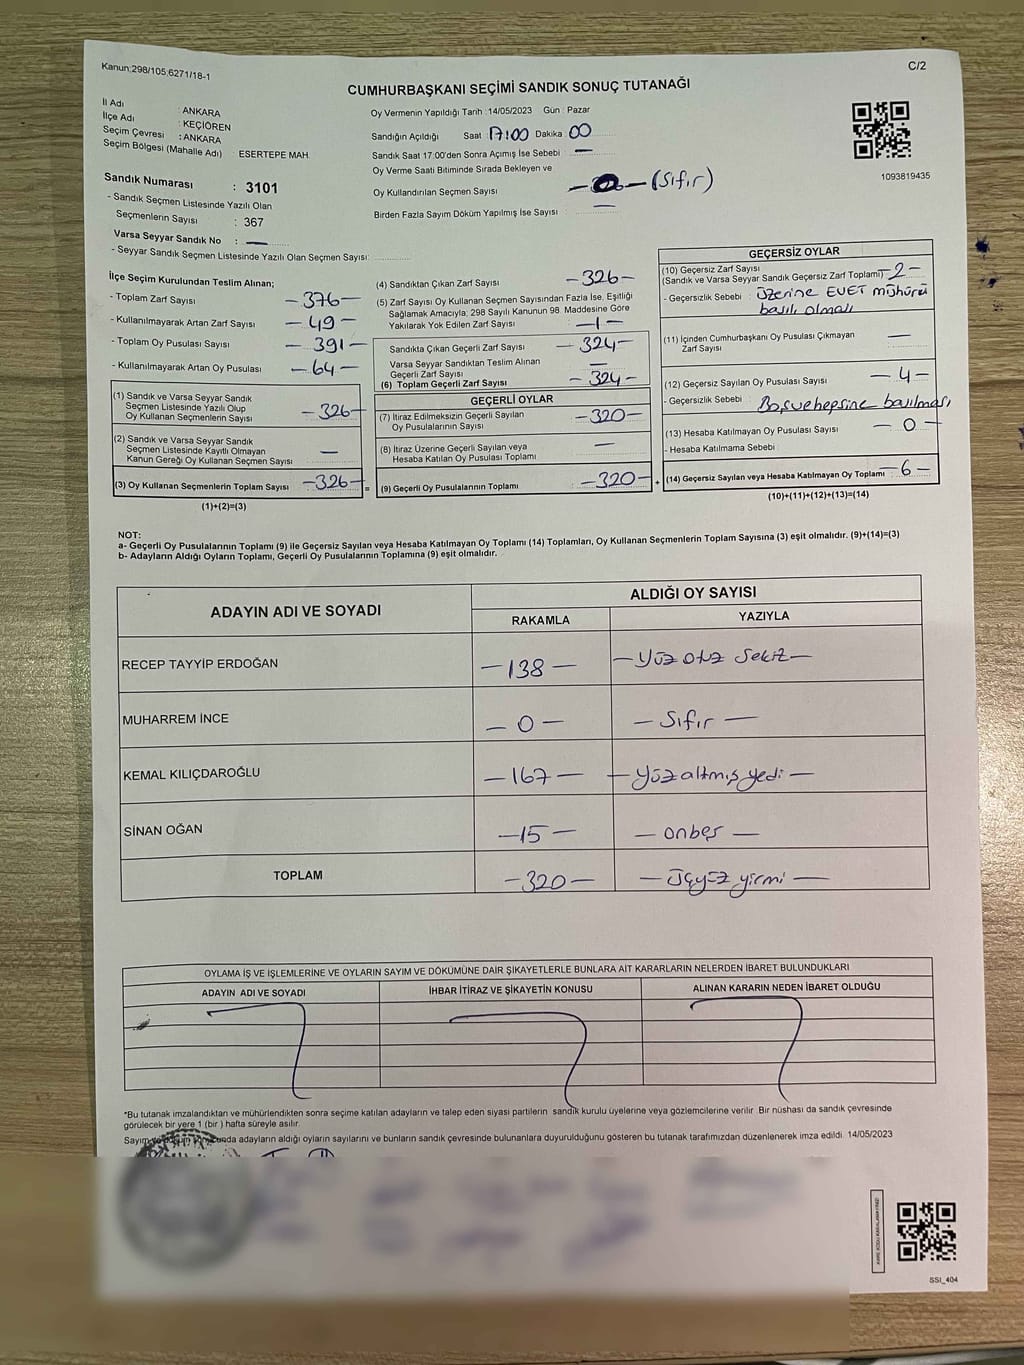 Kanun:298/105;6271/18-1
C/2
CUMHURBAŞKANI SEÇİMİ SANDIK SONUÇ TUTANAĞI
İl Adı : ANKARA
İlçe Adı : KEÇİÖREN
Seçim Çevresi : ANKARA
Seçim Bölgesi (Mahalle Adı) ESERTEPE MAH.
Sandık Numarası : 3101
- Sandık Seçmen Listesinde Yazılı Olan
Seçmenlerin Sayısı : 367
Varsa Seyyar Sandık No : —
- Seyyar Sandık Seçmen Listesinde Yazılı Olan Seçmen Sayısı:
Oy Vermenin Yapıldığı Tarih :14/05/2023 Gün : Pazar
Sandığın Açıldığı Saat : 17:00 Dakika 00
Sandık Saat 17:00'den Sonra Açımış İse Sebebi : —
Oy Verme Saati Bitiminde Sırada Bekleyen ve
Oy Kullandırılan Seçmen Sayısı — 0 — (Sıfır)
Birden Fazla Sayım Döküm Yapılmış İse Sayısı : —
1093819435
İlçe Seçim Kurulundan Teslim Alınan;
- Toplam Zarf Sayısı — 376 —
- Kullanılmayarak Artan Zarf Sayısı — 49 —
- Toplam Oy Pusulası Sayısı — 391 —
- Kullanılmayarak Artan Oy Pusulası — 64 —
(1) Sandık ve Varsa Seyyar Sandık
Seçmen Listesinde Yazılı Olup
Oy Kullanan Seçmenlerin Sayısı — 326 —
(2) Sandık ve Varsa Seyyar Sandık
Seçmen Listesinde Kayıtlı Olmayan
Kanun Gereği Oy Kullanan Seçmen Sayısı —
(3) Oy Kullanan Seçmenlerin Toplam Sayısı — 326 —
(1)+(2)=(3)
(4) Sandıktan Çıkan Zarf Sayısı — 326 —
(5) Zarf Sayısı Oy Kullanan Seçmen Sayısından Fazla İse, Eşitliği
Sağlamak Amacıyla; 298 Sayılı Kanunun 98. Maddesine Göre
Yakılarak Yok Edilen Zarf Sayısı — 1 —
Sandıkta Çıkan Geçerli Zarf Sayısı — 324 —
Varsa Seyyar Sandıktan Teslim Alınan
Geçerli Zarf Sayısı
(6) Toplam Geçerli Zarf Sayısı — 324 —
GEÇERLİ OYLAR
(7) İtiraz Edilmeksizin Geçerli Sayılan
Oy Pusulalarının Sayısı — 320 —
(8) İtiraz Üzerine Geçerli Sayılan veya
Hesaba Katılan Oy Pusulası Toplamı —
(9) Geçerli Oy Pusulalarının Toplamı — 320 —
GEÇERSİZ OYLAR
(10) Geçersiz Zarf Sayısı
(Sandık ve Varsa Seyyar Sandık Geçersiz Zarf Toplamı) — 2 —
- Geçersizlik Sebebi : Üzerine EVET mühürü
basılı olmalı
(11) İçinden Cumhurbaşkanı Oy Pusulası Çıkmayan
Zarf Sayısı —
(12) Geçersiz Sayılan Oy Pusulası Sayısı — 4 —
- Geçersizlik Sebebi : Boş ve hepsine basılması
(13) Hesaba Katılmayan Oy Pusulası Sayısı — 0 —
- Hesaba Katılmama Sebebi
(14) Geçersiz Sayılan veya Hesaba Katılmayan Oy Toplamı — 6 —
(10)+(11)+(12)+(13)=(14)
NOT:
a- Geçerli Oy Pusulalarının Toplamı (9) ile Geçersiz Sayılan veya Hesaba Katılmayan Oy Toplamı (14) Toplamları, Oy Kullanan Seçmenlerin Toplam Sayısına (3) eşit olmalıdır. (9)+(14)=(3)
b- Adayların Aldığı Oyların Toplamı, Geçerli Oy Pusulalarının Toplamına (9) eşit olmalıdır.
ADAYIN ADI VE SOYADI
ALDIĞI OY SAYISI
RAKAMLA YAZIYLA
RECEP TAYYİP ERDOĞAN — 138 — — Yüz otuz sekiz —
MUHARREM İNCE — 0 — — Sıfır —
KEMAL KILIÇDAROĞLU — 167 — — Yüz altmış yedi —
SİNAN OĞAN — 15 — — onbeş —
TOPLAM — 320 — — üçyüz yirmi —
OYLAMA İŞ VE İŞLEMLERİNE VE OYLARIN SAYIM VE DÖKÜMÜNE DAİR ŞİKAYETLERLE BUNLARA AİT KARARLARIN NELERDEN İBARET BULUNDUKLARI
ADAYIN ADI VE SOYADI İHBAR İTİRAZ VE ŞİKAYETİN KONUSU ALINAN KARARIN NEDEN İBARET OLDUĞU
*Bu tutanak imzalandıktan ve mühürlendikten sonra seçime katılan adayların ve talep eden siyasi partilerin sandık kurulu üyelerine veya gözlemcilerine verilir. Bir nüshası da sandık çevresinde
görülecek bir yere 1 (bir ) hafta süreyle asılır.
adayların aldığı oyların sayılarını ve bunların sandık çevresinde bulunanlara duyurulduğunu gösteren bu tutanak tarafımızdan düzenlenerek imza edildi. 14/05/2023
SSI_404